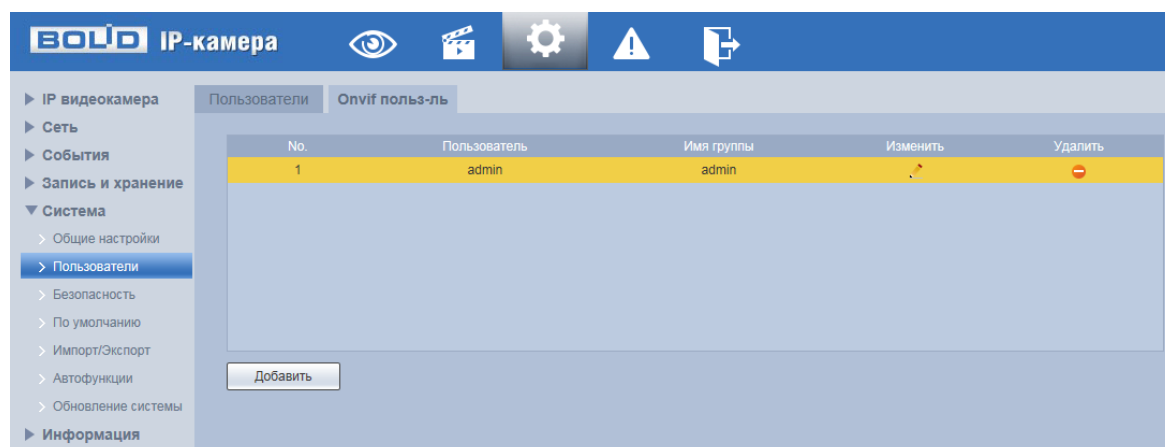 BOLID IP-камера
IP видеокамера
Сеть
События
Запись и хранение
Система
Общие настройки
Пользователи
Безопасность
По умолчанию
Импорт/Экспорт
Автофункции
Обновление системы
Информация
Пользователи Onvif польз-ль
No. Пользователь Имя группы Изменить Удалить
1 admin admin
Добавить